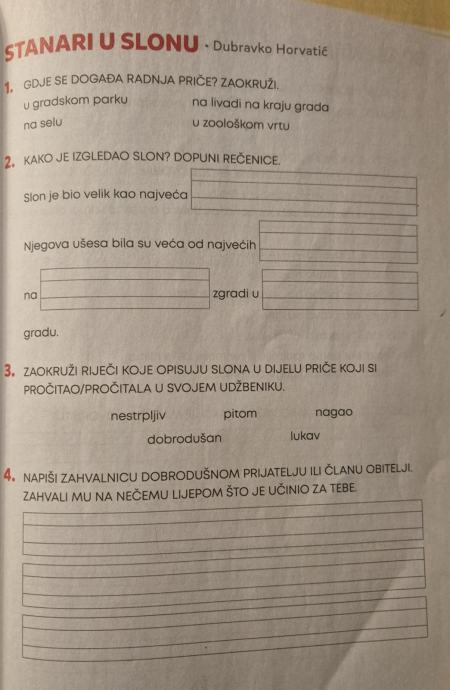 STANARI U SLONU • Dubravko Horvatić
1. GDJE SE DOGAĐA RADNJA PRIČE? ZAOKRUŽI.
u gradskom parku na livadi na kraju grada
na selu u zoološkom vrtu
2. KAKO JE IZGLEDAO SLON? DOPUNI REČENICE.
Slon je bio velik kao najveća
Njegova ušesa bila su veća od najvećih
na zgradi u
gradu.
3. ZAOKRUŽI RIJEČI KOJE OPISUJU SLONA U DIJELU PRIČE KOJI SI
PROČITAO/PROČITALA U SVOJEM UDŽBENIKU.
nestrpljiv pitom nagao
dobrodušan lukav
4. NAPIŠI ZAHVALNICU DOBRODUŠNOM PRIJATELJU ILI ČLANU OBITELJI.
ZAHVALI MU NA NEČEMU LIJEPOM ŠTO JE UČINIO ZA TEBE.